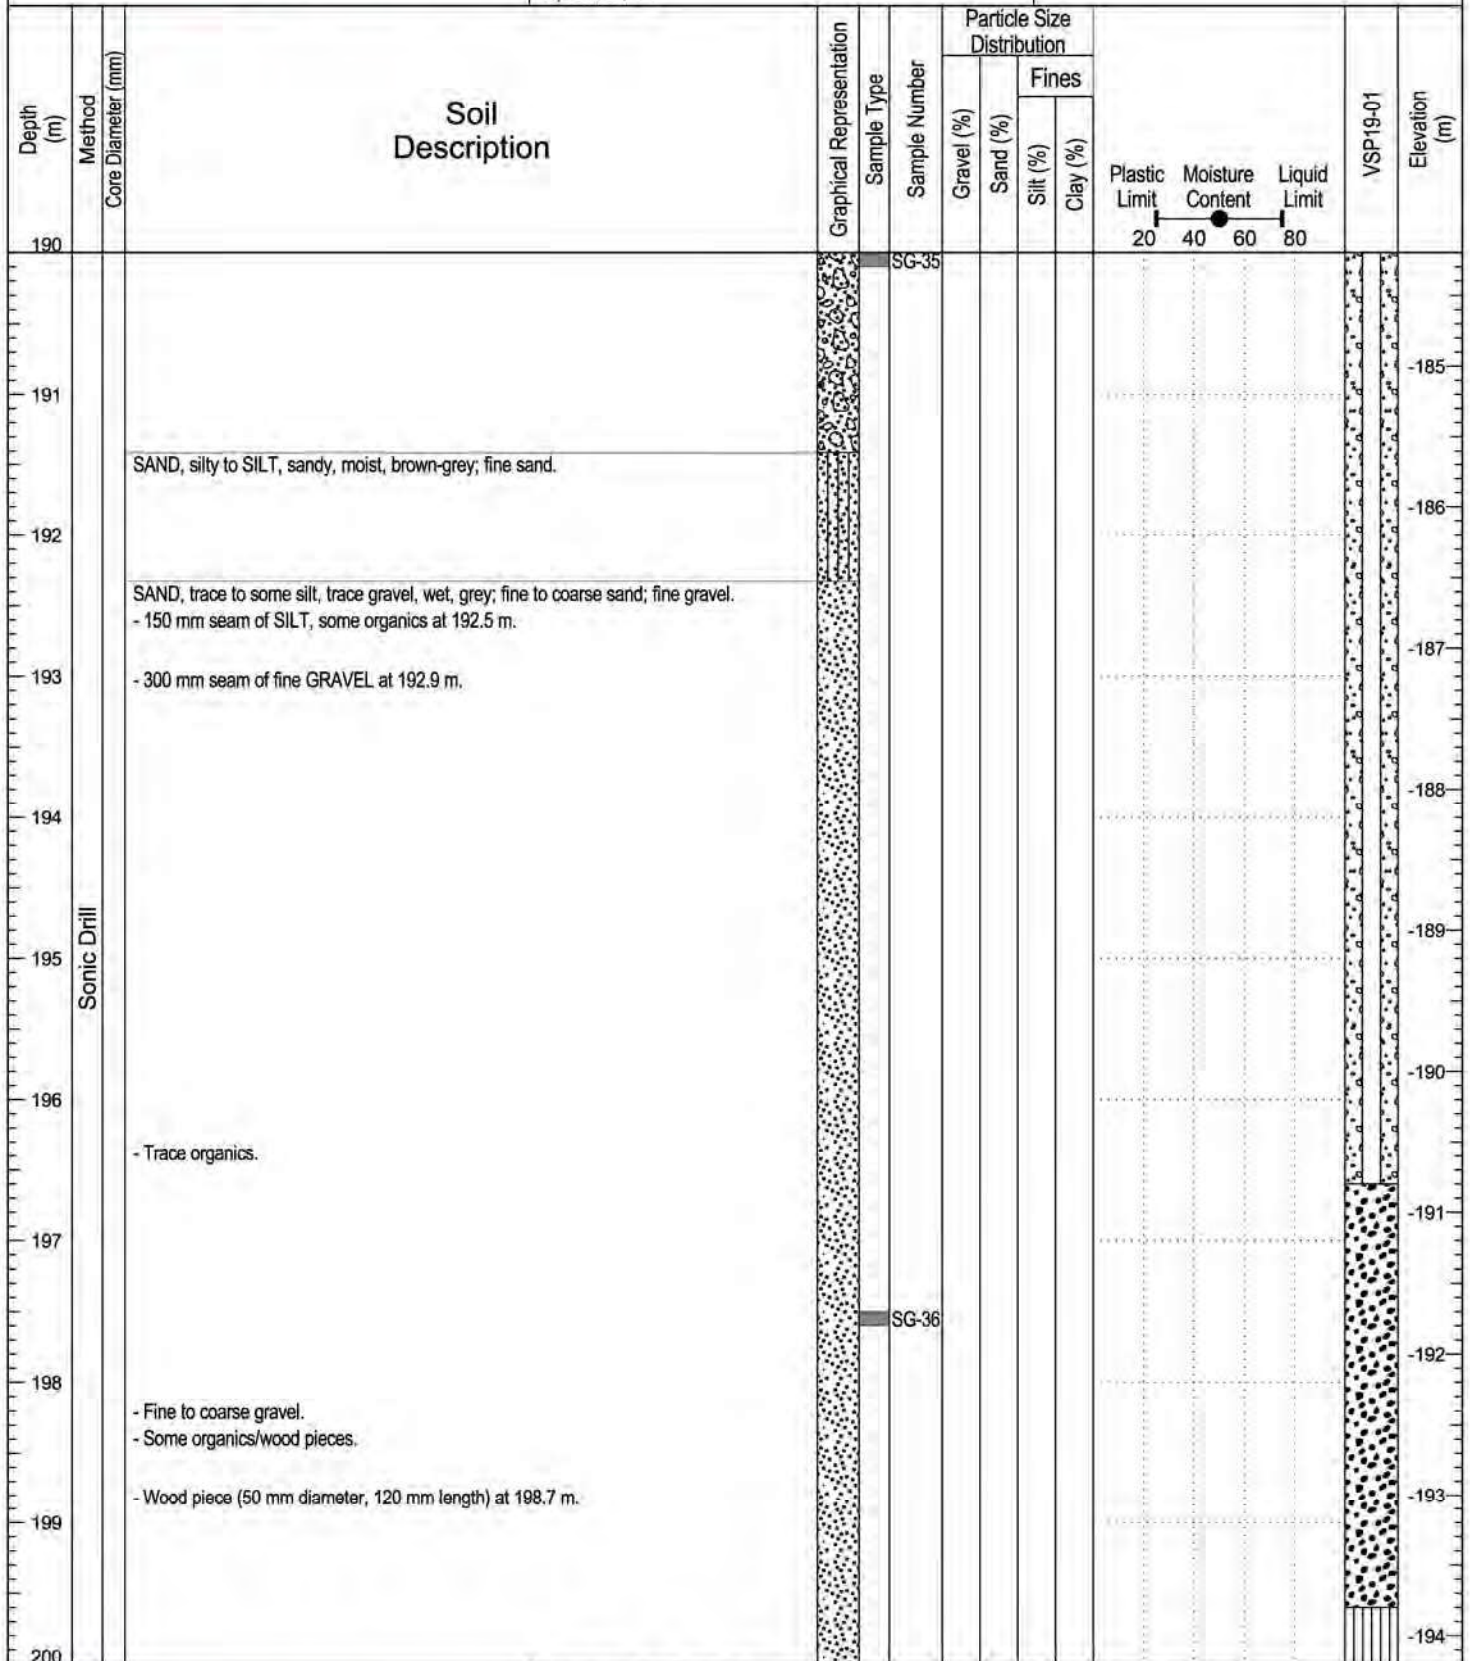 Depth
(m)
Method
Core Diameter (mm)
Soil
Description
Graphical Representation
Sample Type
Sample Number
Particle Size
Distribution
Gravel (%)
Sand (%)
Fines
Silt (%)
Clay (%)
Plastic
Limit
Moisture
Content
Liquid
Limit
20 40 60 80
VSP19-01
Elevation
(m)
190
SG-35
-185
191
SAND, silty to SILT, sandy, moist, brown-grey; fine sand.
-186
192
SAND, trace to some silt, trace gravel, wet, grey; fine to coarse sand; fine gravel.
- 150 mm seam of SILT, some organics at 192.5 m.
-187
193
- 300 mm seam of fine GRAVEL at 192.9 m.
-188
194
Sonic Drill
-189
195
-190
196
- Trace organics.
-191
197
SG-36
-192
198
- Fine to coarse gravel.
- Some organics/wood pieces.
-193
- Wood piece (50 mm diameter, 120 mm length) at 198.7 m.
199
-194
200